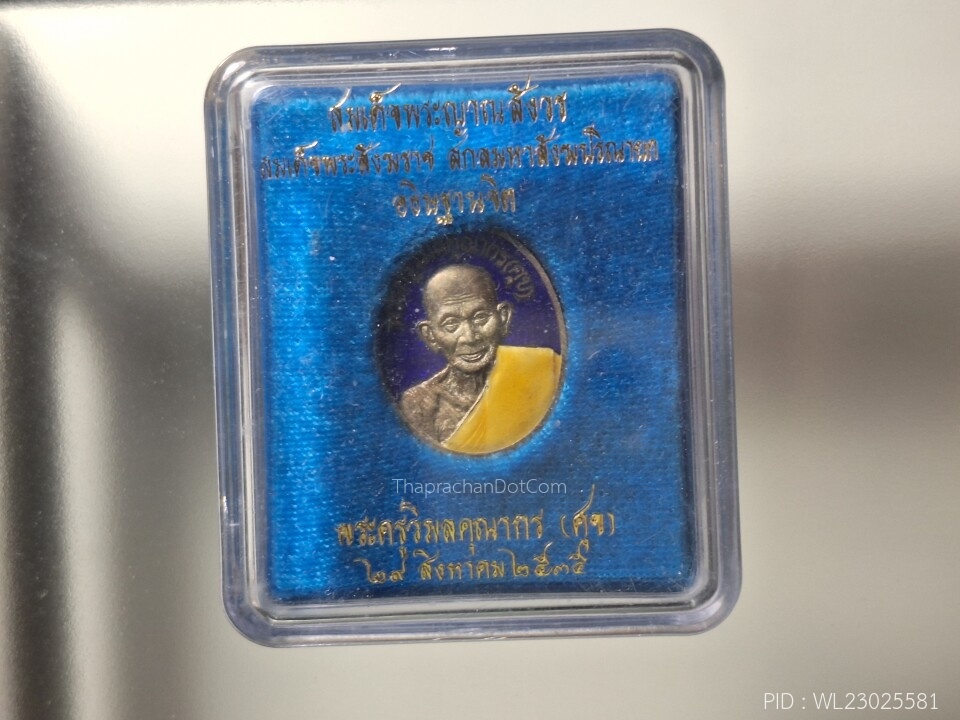 สมเด็จพระญาณสังวร
สมเด็จพระสังฆราช สกลมหาสังฆปริณายก
อธิษฐานจิต
(ศุข)
ThaprachanDotCom
พระครูวิมลคุณากร (ศุข)
๒๙ สิงหาคม ๒๕๓๕
PID : WL23025581